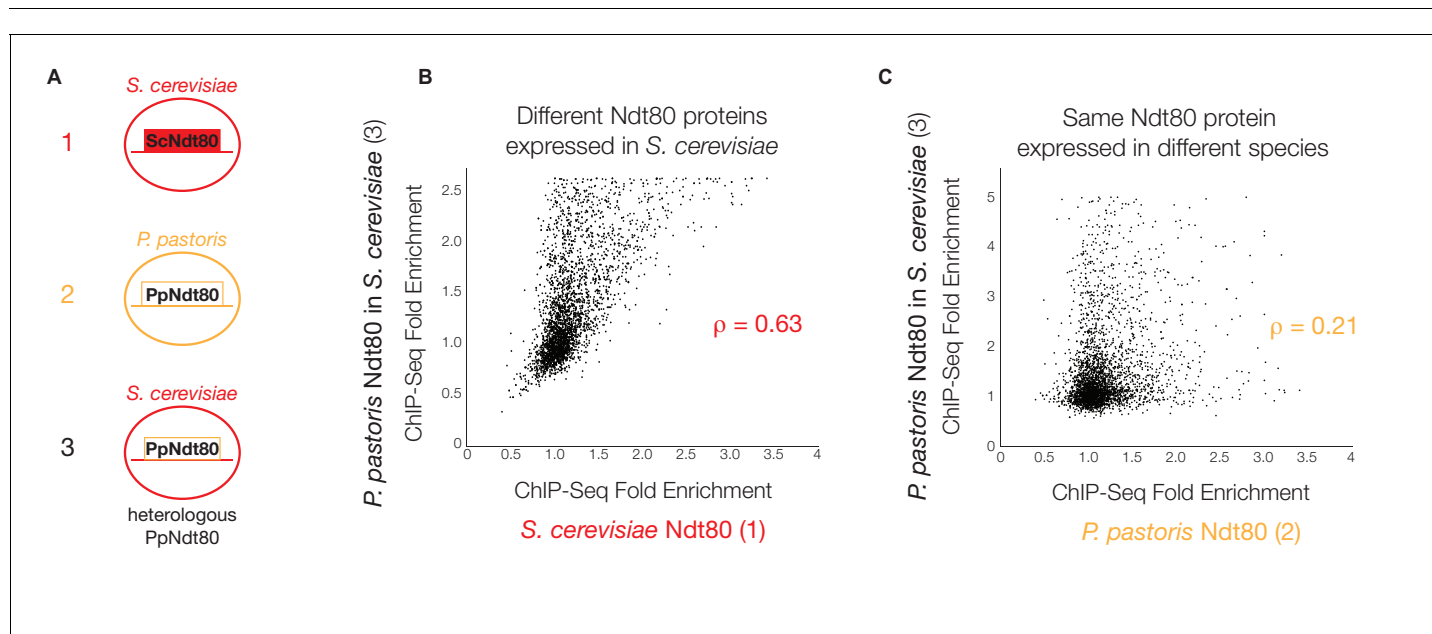 A
S. cerevisiae
1
ScNdt80
P. pastoris
2
PpNdt80
S. cerevisiae
3
PpNdt80
heterologous
PpNdt80
B
Different Ndt80 proteins
expressed in S. cerevisiae
P. pastoris Ndt80 in S. cerevisiae (3)
ChIP-Seq Fold Enrichment
2.5
2.0
1.5
1.0
0.5
0
ρ = 0.63
0 0.5 1.0 1.5 2.0 2.5 3.0 3.5 4
ChIP-Seq Fold Enrichment
S. cerevisiae Ndt80 (1)
C
Same Ndt80 protein
expressed in different species
P. pastoris Ndt80 in S. cerevisiae (3)
ChIP-Seq Fold Enrichment
5
4
3
2
1
0
ρ = 0.21
0 0.5 1.0 1.5 2.0 2.5 3.0 3.5 4
ChIP-Seq Fold Enrichment
P. pastoris Ndt80 (2)